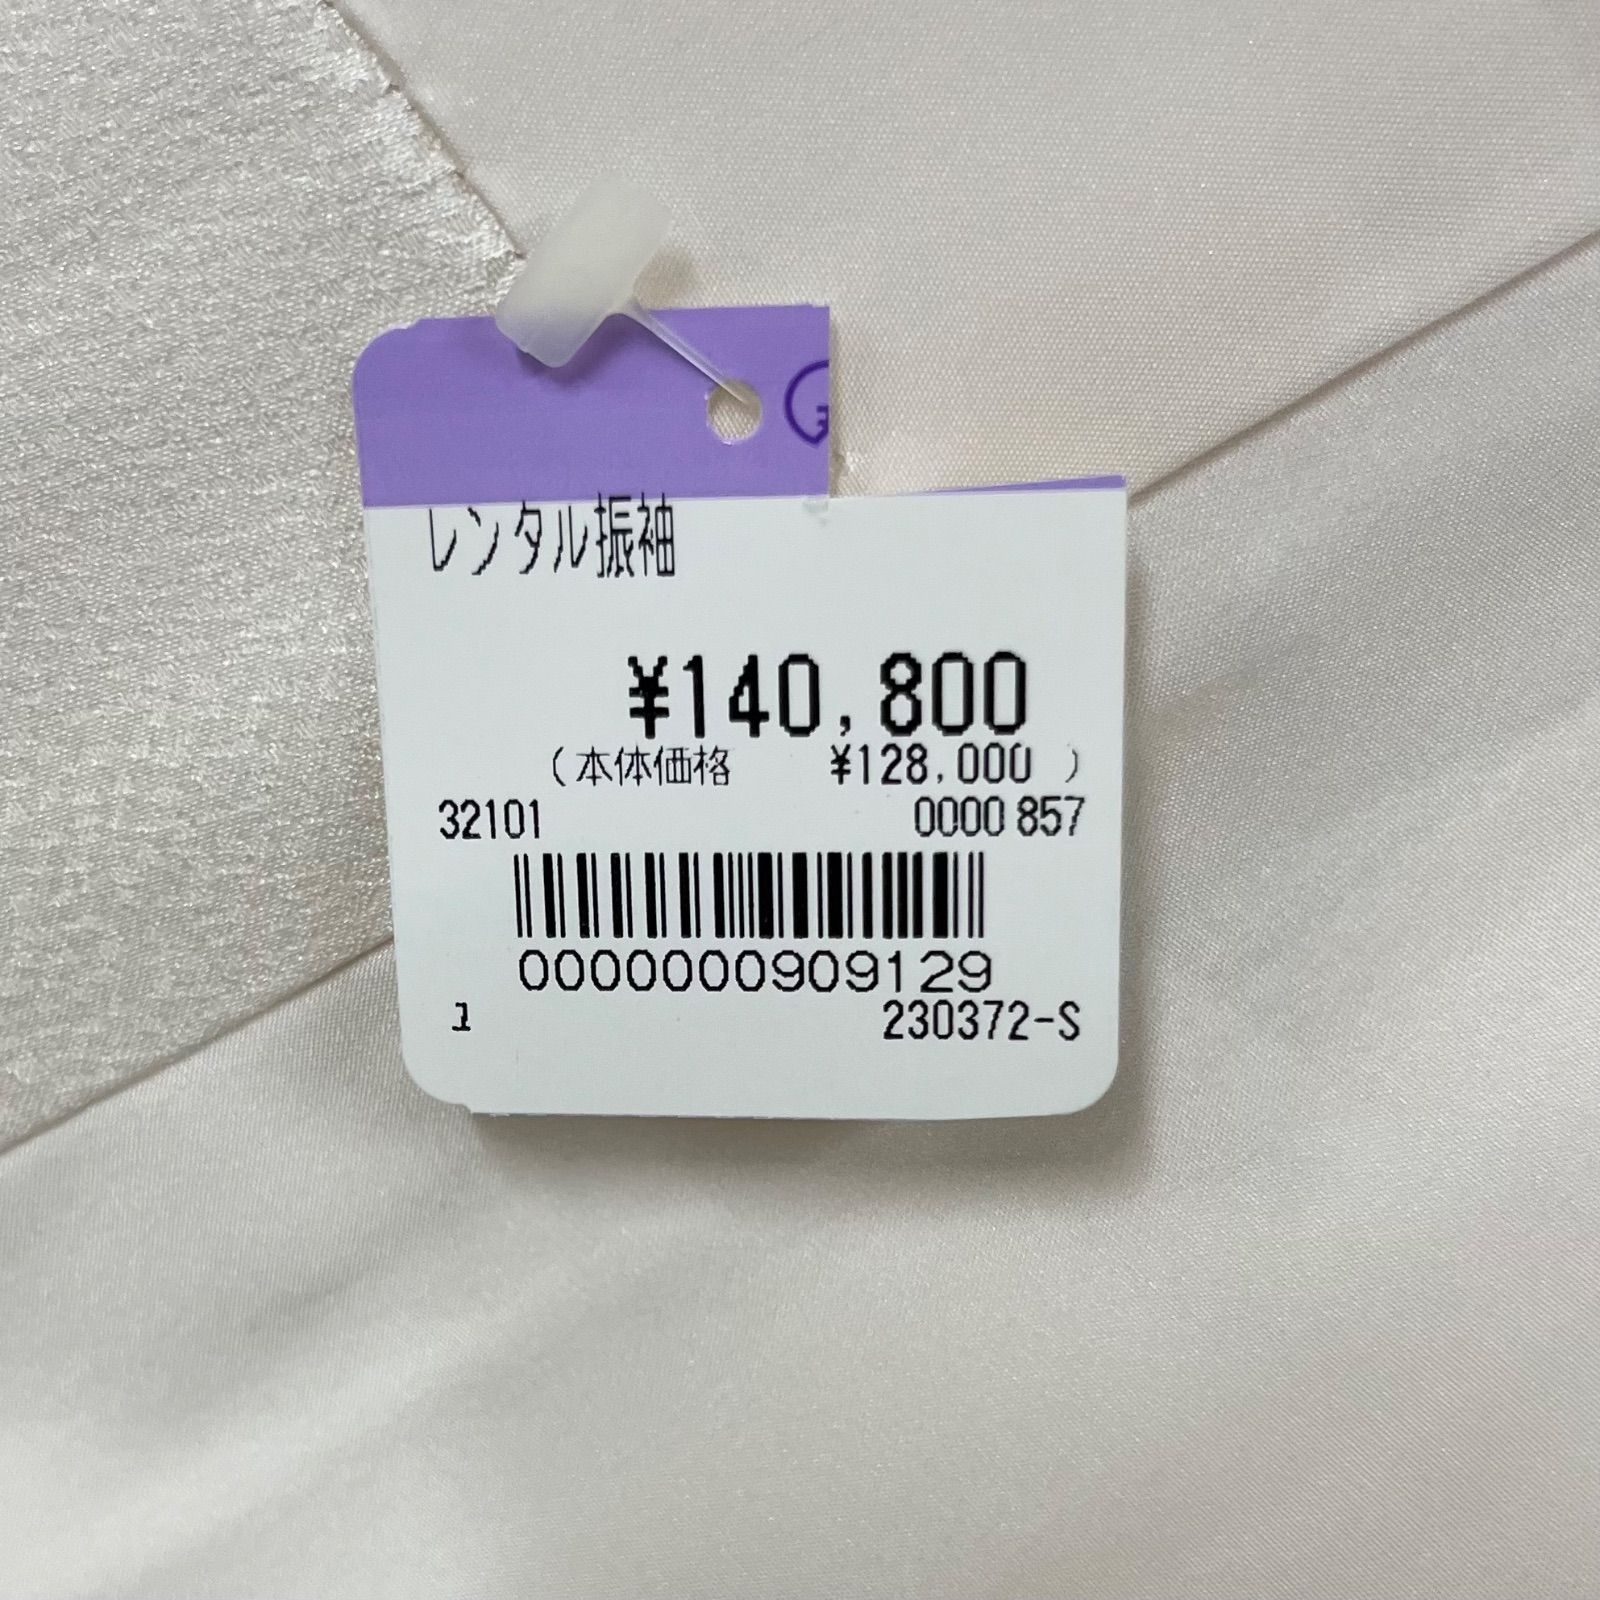 レンタル振袖
¥140,800
(本体価格 ¥128,000 )
32101 0000 857
0000000909129
1 230372-S